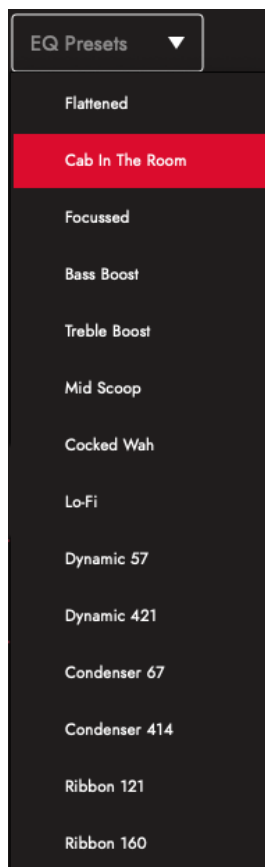 EQ Presets
Flattened
Cab In The Room
Focussed
Bass Boost
Treble Boost
Mid Scoop
Cocked Wah
Lo-Fi
Dynamic 57
Dynamic 421
Condenser 67
Condenser 414
Ribbon 121
Ribbon 160